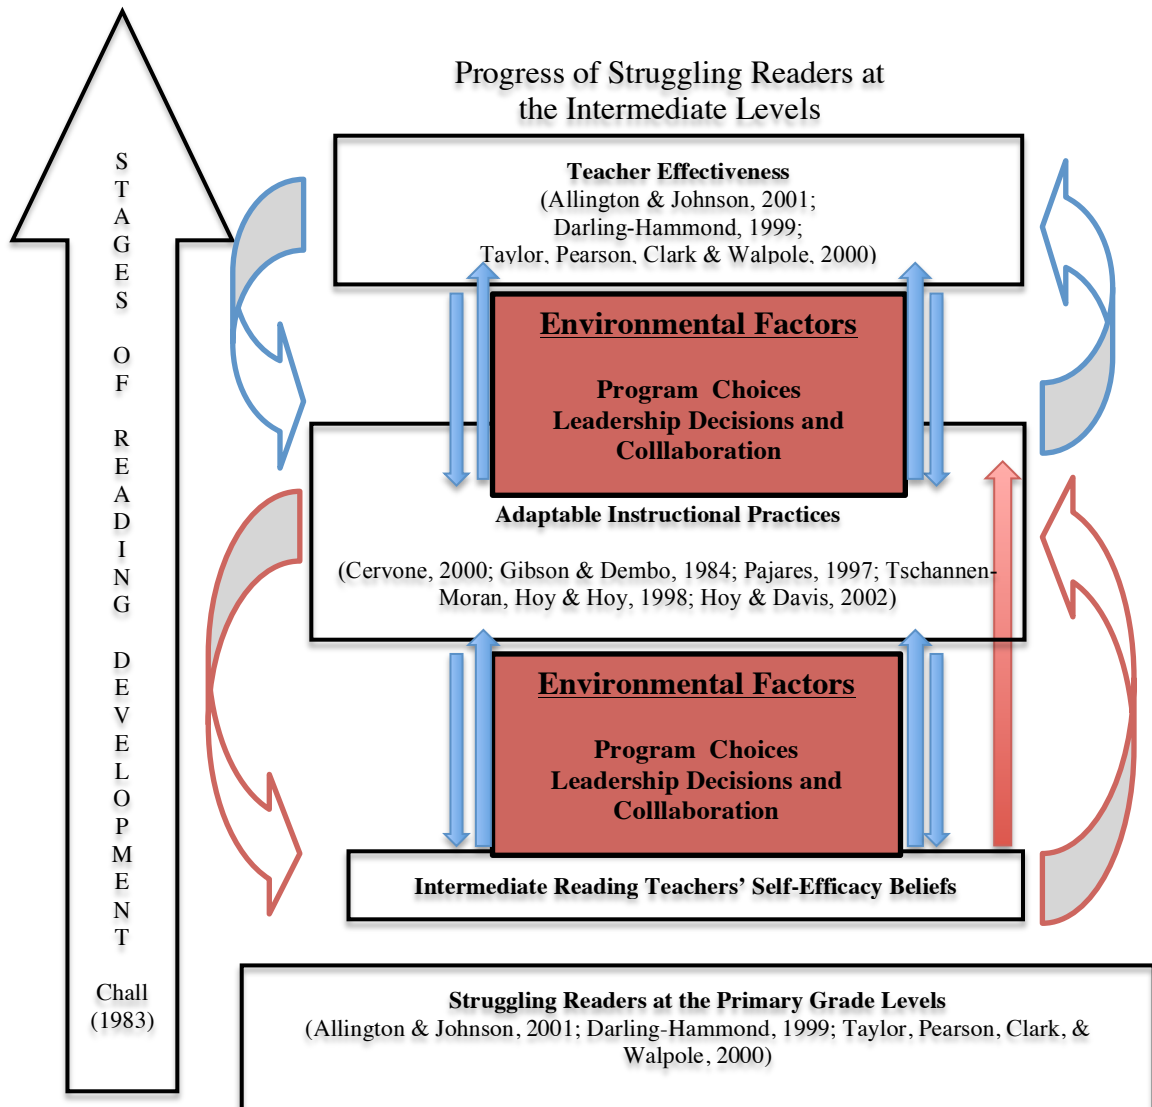 Progress of Struggling Readers at
the Intermediate Levels
STAGES OF READING DEVELOPMENT
Chall
(1983)
Teacher Effectiveness
(Allington & Johnson, 2001;
Darling-Hammond, 1999;
Taylor, Pearson, Clark & Walpole, 2000)
Environmental Factors
Program Choices
Leadership Decisions and
Colllaboration
Adaptable Instructional Practices
(Cervone, 2000; Gibson & Dembo, 1984; Pajares, 1997; Tschannen-
Moran, Hoy & Hoy, 1998; Hoy & Davis, 2002)
Environmental Factors
Program Choices
Leadership Decisions and
Colllaboration
Intermediate Reading Teachers’ Self-Efficacy Beliefs
Struggling Readers at the Primary Grade Levels
(Allington & Johnson, 2001; Darling-Hammond, 1999; Taylor, Pearson, Clark, &
Walpole, 2000)